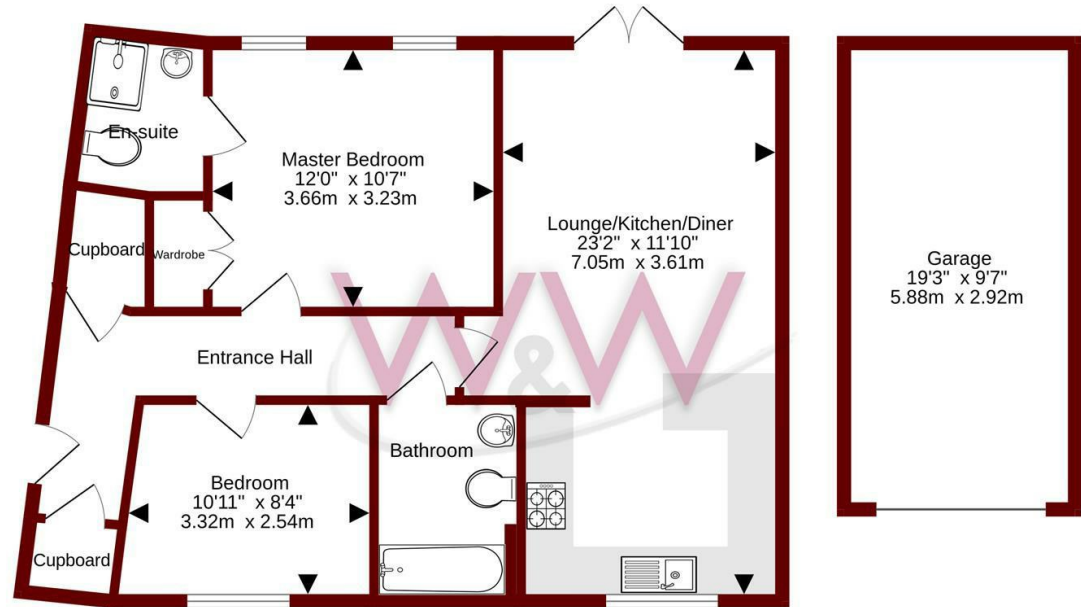 En-suite
Master Bedroom
12'0" x 10'7"
3.66m x 3.23m
Lounge/Kitchen/Diner
23'2" x 11'10"
7.05m x 3.61m
Garage
19'3" x 9'7"
5.88m x 2.92m
Cupboard
Wardrobe
Entrance Hall
W&W
Bathroom
Bedroom
10'11" x 8'4"
3.32m x 2.54m
Cupboard